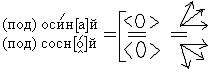 (под) оси́н[а]й
(под) сосн[о́]й
= [<О>
<О> =